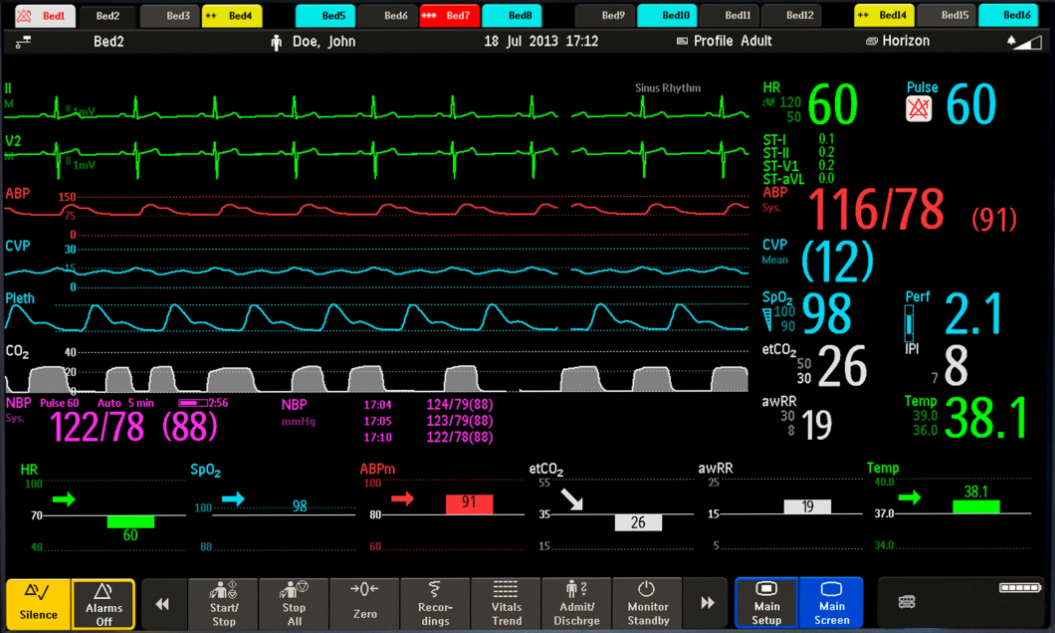 Bed1 Bed2 Bed3 ++ Bed4 Bed5 Bed6 *** Bed7 Bed8 Bed9 Bed10 Bed11 Bed12 ++ Bed14 Bed15 Bed16
Bed2 Doe, John 18 Jul 2013 17:12 Profile Adult Horizon
II
M
1mV
Sinus Rhythm
HR
120
50
60
Pulse
60
V2
M
1mV
ST-I 0.1
ST-II 0.2
ST-V1 0.2
ST-aVL 0.0
ABP
150
75
0
ABP
Sys.
116/78 (91)
CVP
30
15
0
CVP
Mean
(12)
Pleth
SpO2
100
90
98
Perf
2.1
CO2
40
20
0
etCO2
50
30
26
IPI
7
8
NBP Pulse 60 Auto 5 min 2:56
Sys.
122/78 (88)
NBP 17:04 124/79(88)
mmHg 17:05 123/79(88)
17:10 122/78(88)
awRR
30
8
19
Temp
39.0
36.0
38.1
HR
100
70
60
40
SpO2
100
98
88
ABPm
100
91
80
60
etCO2
55
35
26
15
awRR
25
19
15
5
Temp
40.0
38.1
37.0
34.0
Silence
Alarms
Off
Start/
Stop
Stop
All
→0←
Zero
Recor-
dings
Vitals
Trend
Admit/
Dischrge
Monitor
Standby
Main
Setup
Main
Screen